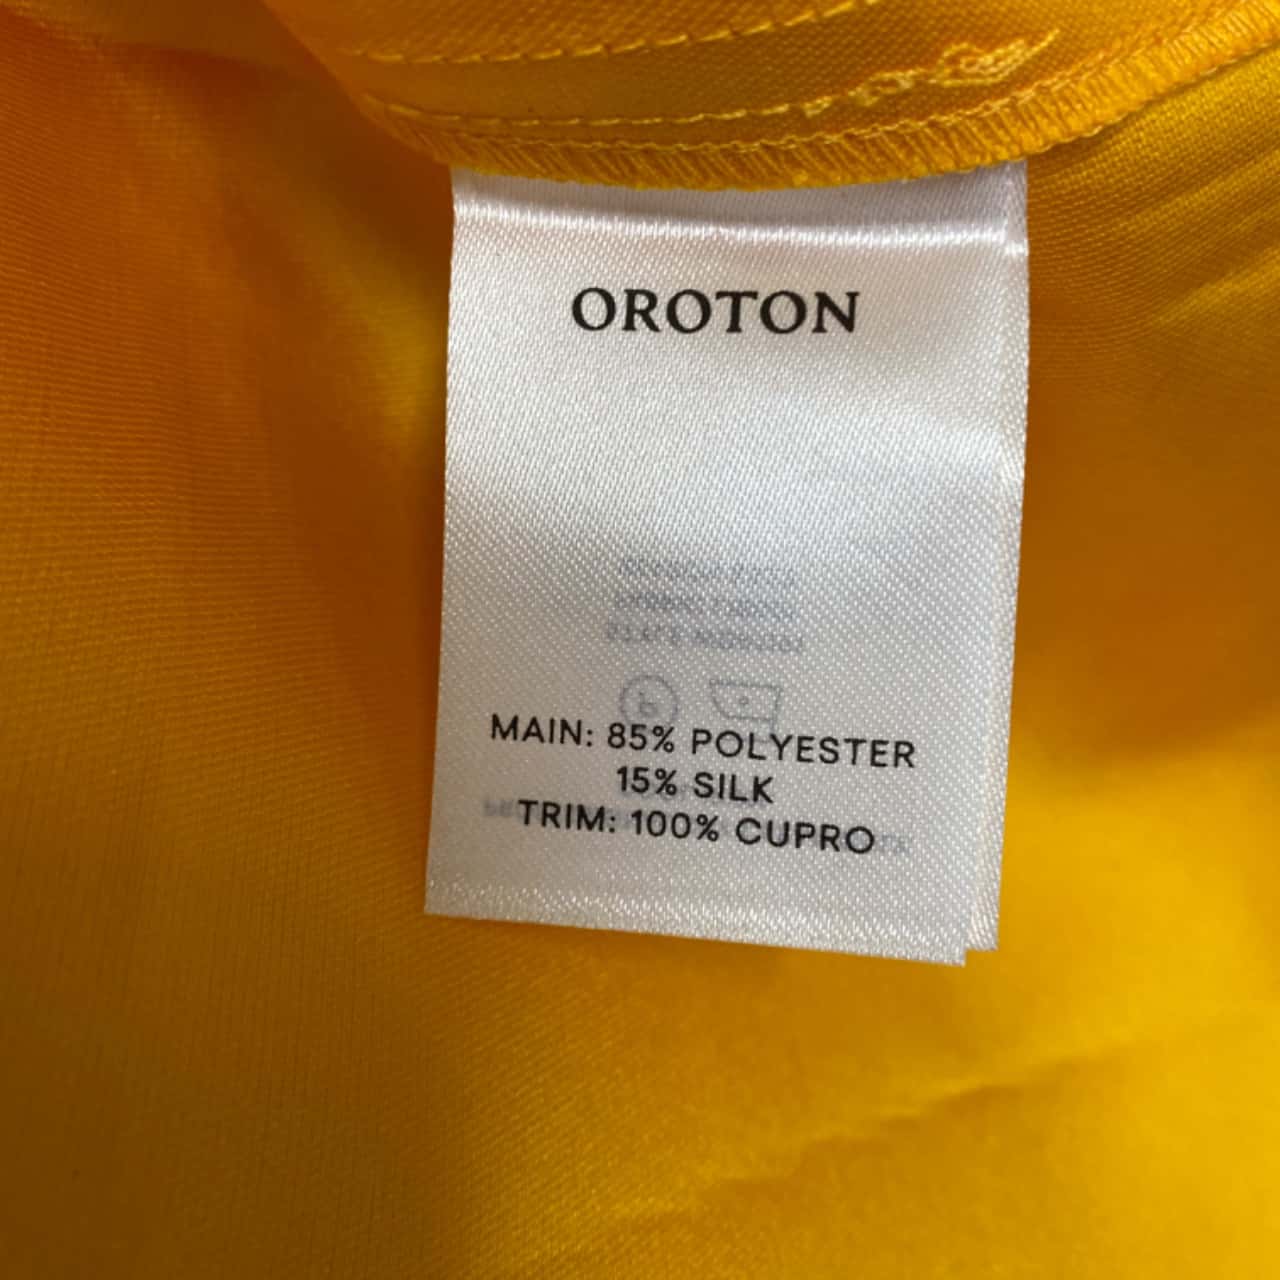 OROTON
MAIN: 85% POLYESTER
15% SILK
TRIM: 100% CUPRO